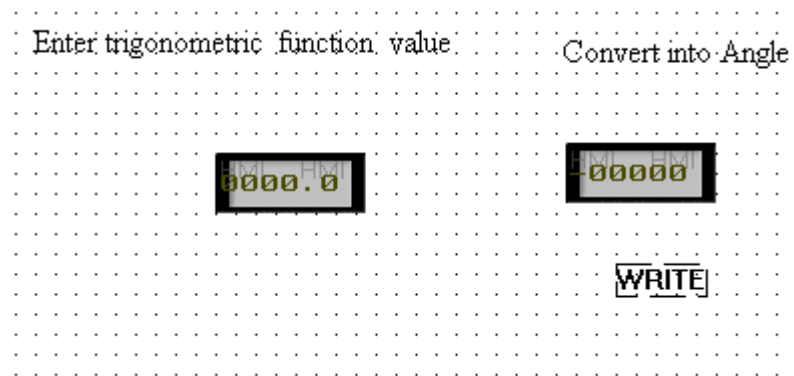 Enter trigonometric function value
Convert into Angle
HMI HMI
0000.0
HMI HMI
-00000
WRITE